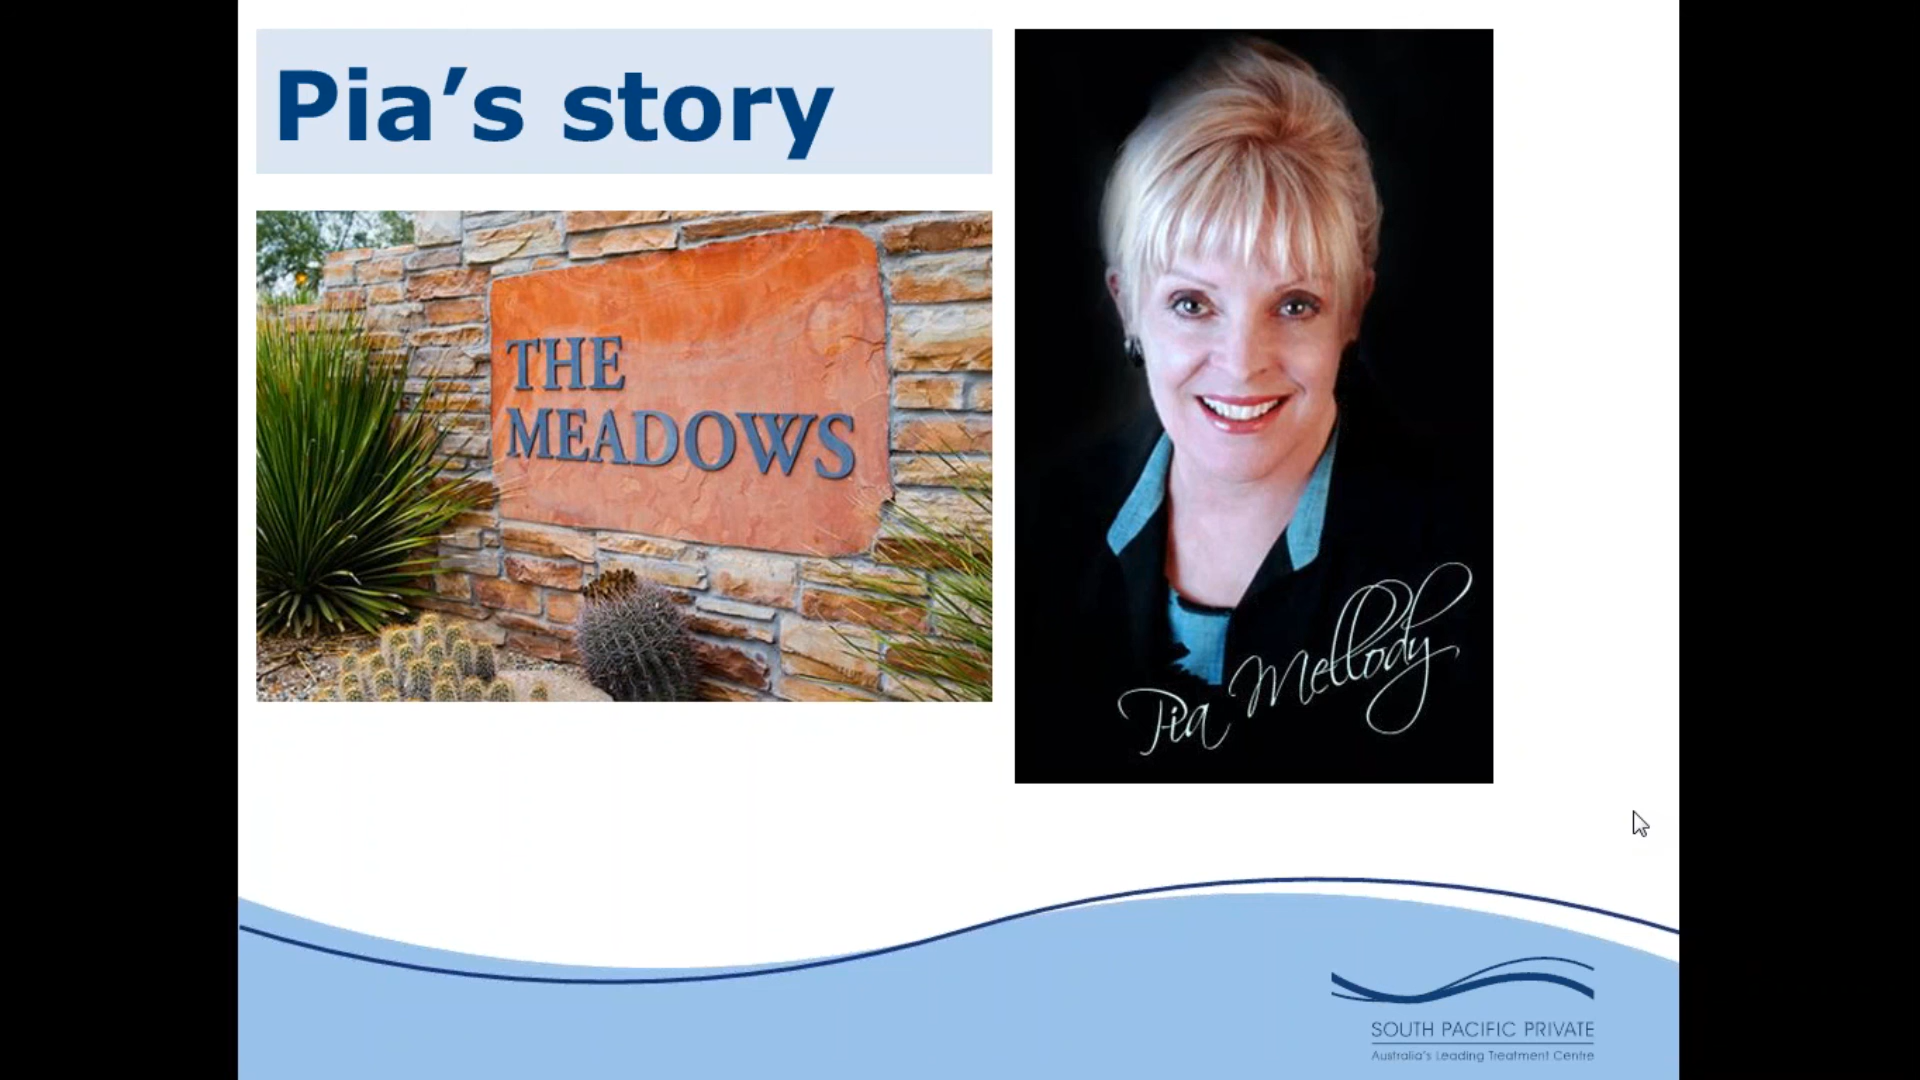 Pia’s story
THE
MEADOWS
Pia Mellody
SOUTH PACIFIC PRIVATE
Australia's Leading Treatment Centre